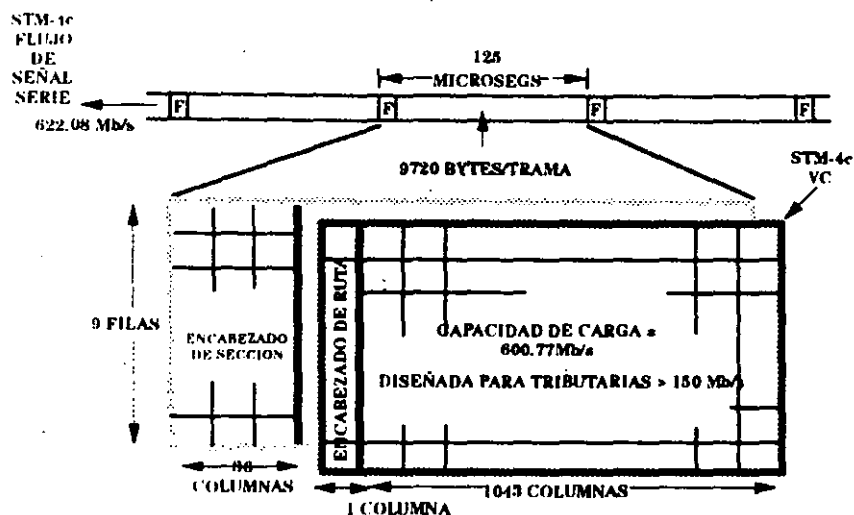 STM-4c
FLUJO
DE
SEÑAL
SERIE
622.08 Mb/s
125
MICROSEGS
F
F
F
F
9720 BYTES/TRAMA
STM-4c
VC
9 FILAS
ENCABEZADO
DE SECCION
ENCABEZADO DE RUTA
CAPACIDAD DE CARGA =
600.77Mb/s
DISEÑADA PARA TRIBUTARIAS > 150 Mb/s
COLUMNAS
1 COLUMNA
1043 COLUMNAS